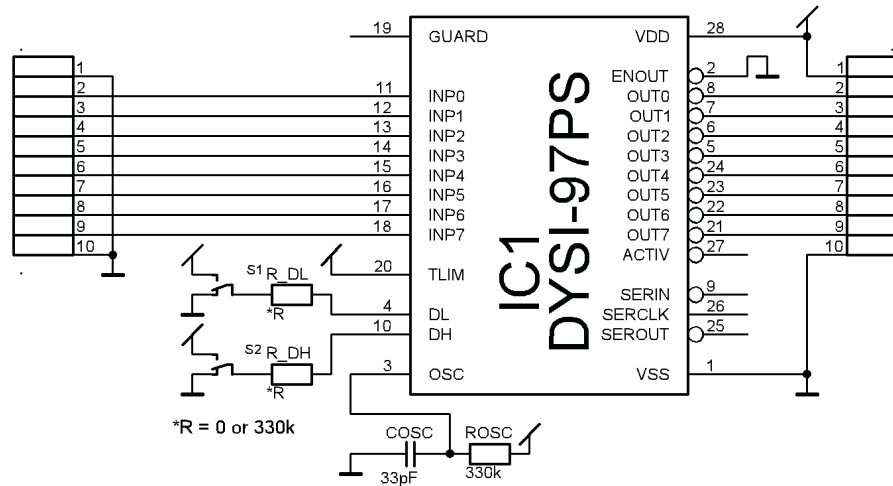 19 GUARD VDD 28
1 ENOUT 2 1
2 11 INP0 OUT0 8 2
3 12 INP1 OUT1 7 3
4 13 INP2 OUT2 6 4
5 14 INP3 OUT3 5 5
6 15 INP4 OUT4 24 6
7 16 INP5 OUT5 23 7
8 17 INP6 OUT6 22 8
9 18 INP7 OUT7 21 9
10 ACTIV 27 10
20 TLIM
S1 R_DL
*R
4 DL SERIN 9
SERCLK 26
10 DH SEROUT 25
S2 R_DH
*R
3 OSC VSS 1
IC1
DYSI-97PS
*R = 0 or 330k
COSC ROSC
33pF 330k